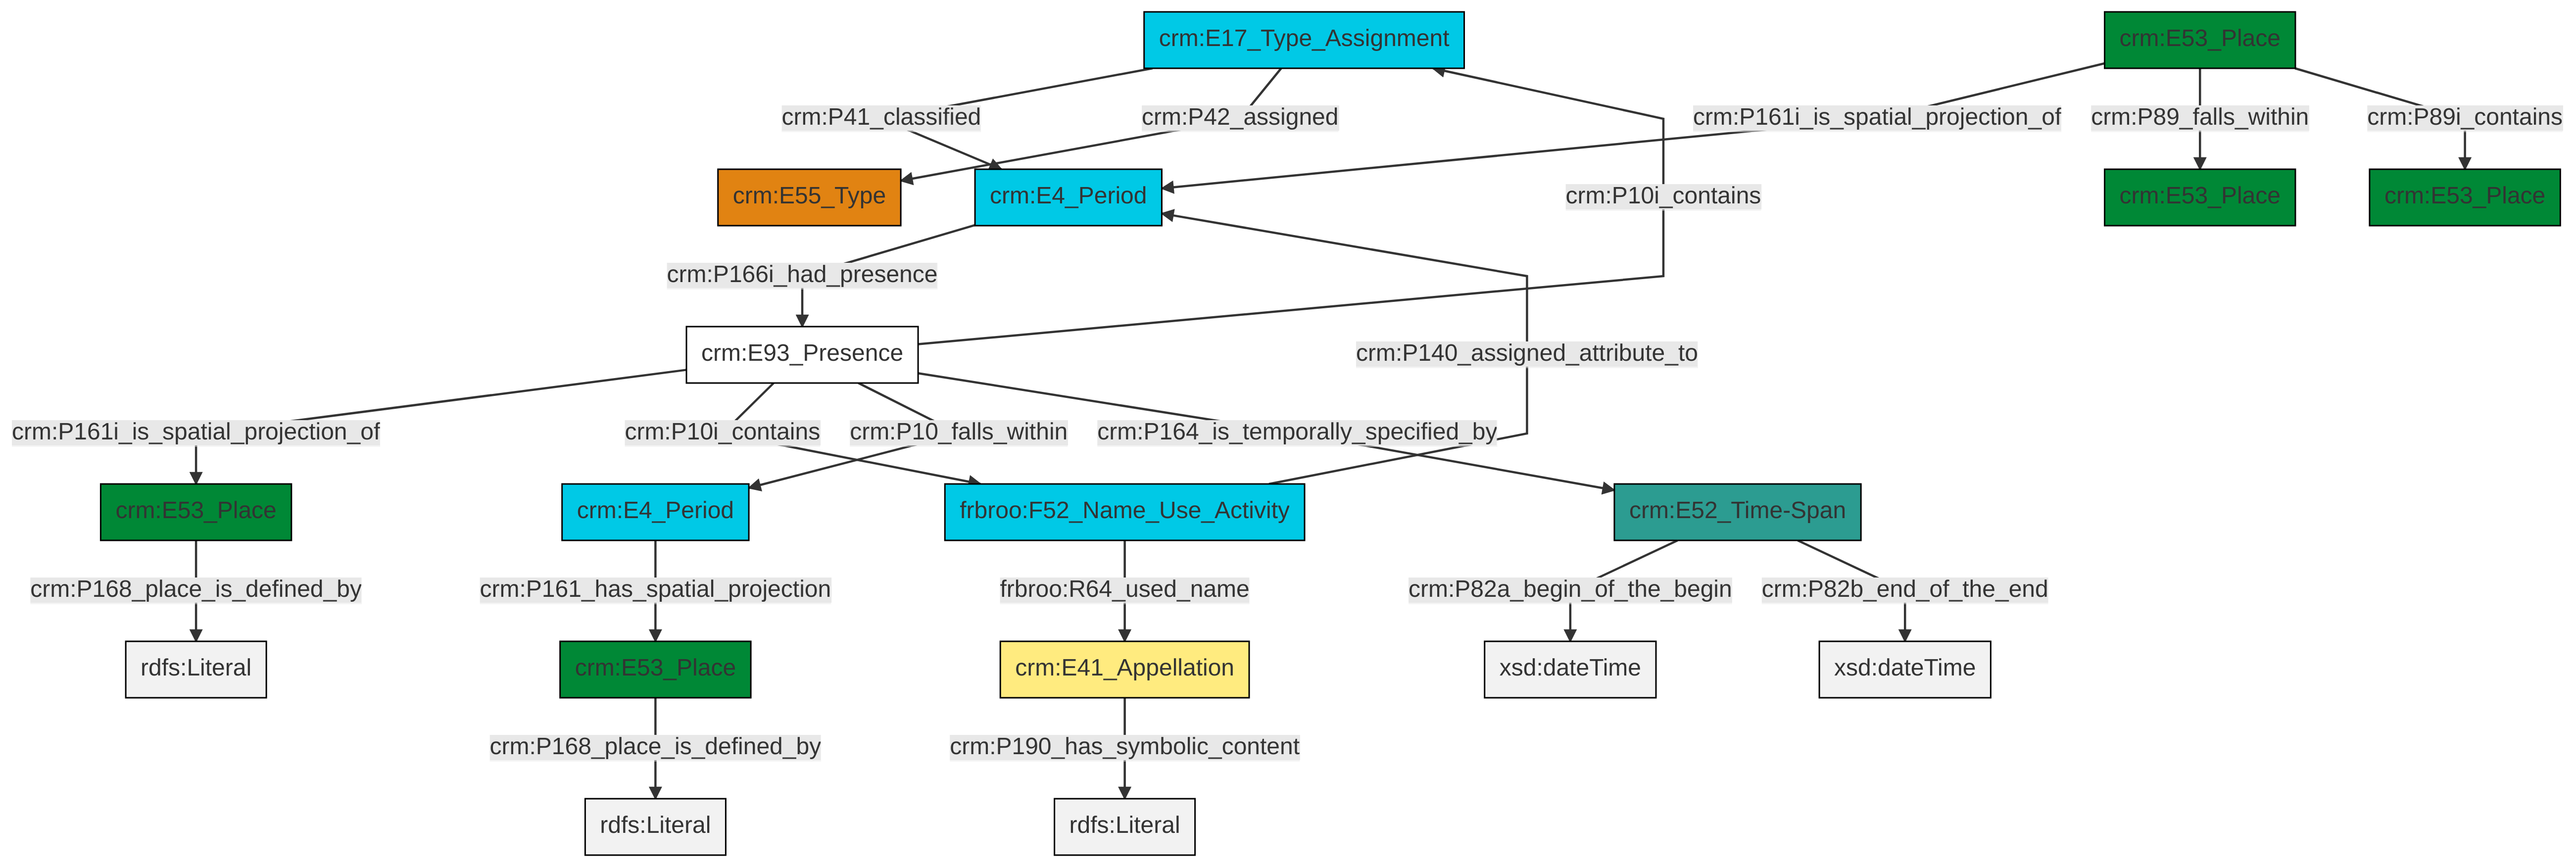 crm:E17_Type_Assignment
crm:E53_Place
crm:P41_classified
crm:P42_assigned
crm:P161i_is_spatial_projection_of
crm:P89_falls_within
crm:P89i_contains
crm:E55_Type
crm:E4_Period
crm:P10i_contains
crm:E53_Place
crm:E53_Place
crm:P166i_had_presence
crm:E93_Presence
crm:P140_assigned_attribute_to
crm:P161i_is_spatial_projection_of
crm:P10i_contains
crm:P10_falls_within
crm:P164_is_temporally_specified_by
crm:E53_Place
crm:E4_Period
frbroo:F52_Name_Use_Activity
crm:E52_Time-Span
crm:P168_place_is_defined_by
crm:P161_has_spatial_projection
frbroo:R64_used_name
crm:P82a_begin_of_the_begin
crm:P82b_end_of_the_end
rdfs:Literal
crm:E53_Place
crm:E41_Appellation
xsd:dateTime
xsd:dateTime
crm:P168_place_is_defined_by
crm:P190_has_symbolic_content
rdfs:Literal
rdfs:Literal